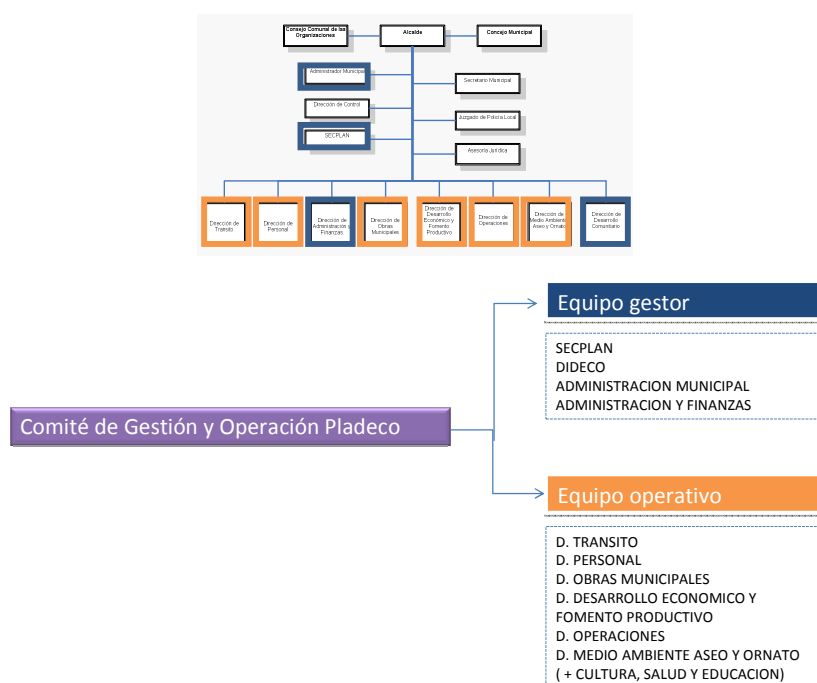 Consejo Comunal de las
Organizaciones
Alcalde
Concejo Municipal
Administrador Municipal
Secretario Municipal
Dirección de Control
Juzgado de Policía Local
SECPLAN
Asesoría Jurídica
Dirección de
Transito
Dirección de
Personal
Dirección de
Administración y
Finanzas
Dirección de
Obras
Municipales
Dirección de
Desarrollo
Económico y
Fomento
Productivo
Dirección de
Operaciones
Dirección de
Medio Ambiente
Aseo y Ornato
Dirección de
Desarrollo
Comunitario
Equipo gestor
SECPLAN
DIDECO
ADMINISTRACION MUNICIPAL
ADMINISTRACION Y FINANZAS
Comité de Gestión y Operación Pladeco
Equipo operativo
D. TRANSITO
D. PERSONAL
D. OBRAS MUNICIPALES
D. DESARROLLO ECONOMICO Y
FOMENTO PRODUCTIVO
D. OPERACIONES
D. MEDIO AMBIENTE ASEO Y ORNATO
( + CULTURA, SALUD Y EDUCACION)